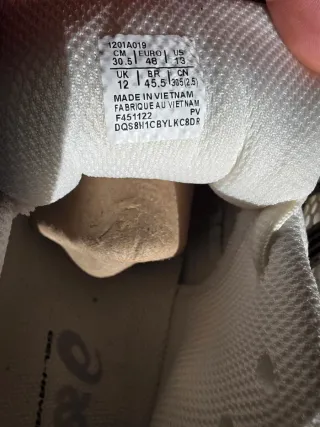 1201A019
CM EURO US
30.5 48 13
UK BR CN
12 45.5 305(2.5)
MADE IN VIETNAM
FABRIQUE AU VIETNAM
F451122 PV
DQS8H1CBYLKC8DR